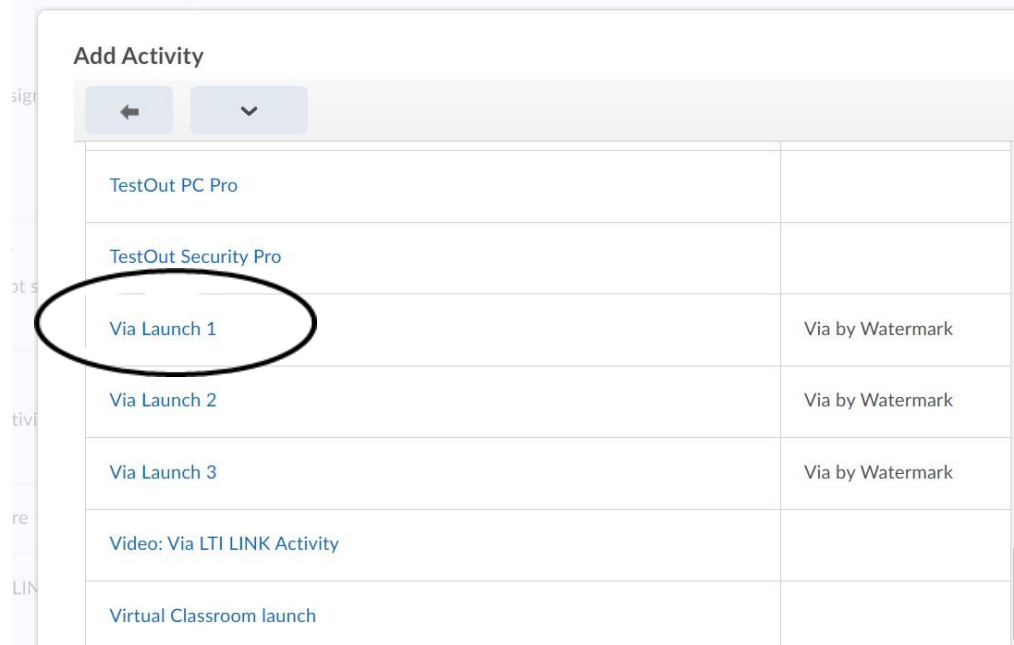 Add Activity
TestOut PC Pro
TestOut Security Pro
Via Launch 1 Via by Watermark
Via Launch 2 Via by Watermark
Via Launch 3 Via by Watermark
Video: Via LTI LINK Activity
Virtual Classroom launch